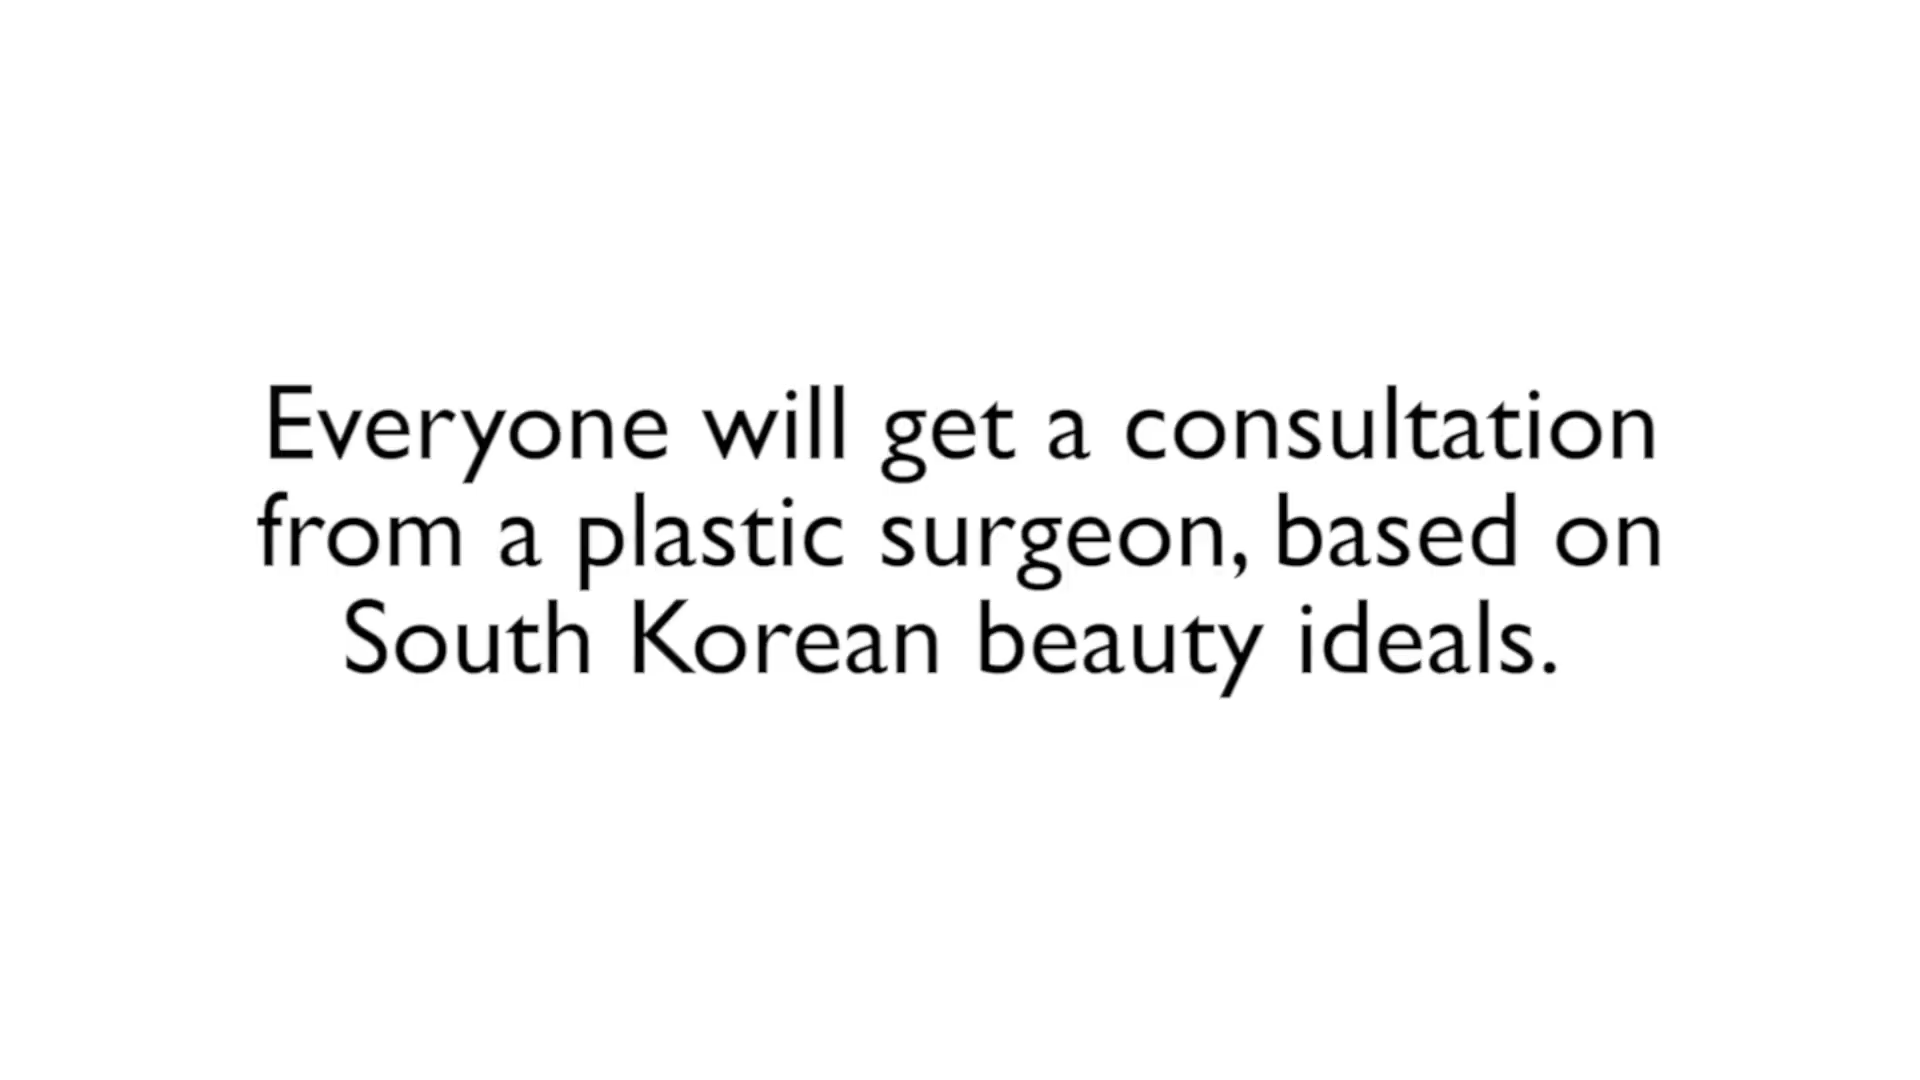 Everyone will get a consultation
from a plastic surgeon, based on
South Korean beauty ideals.